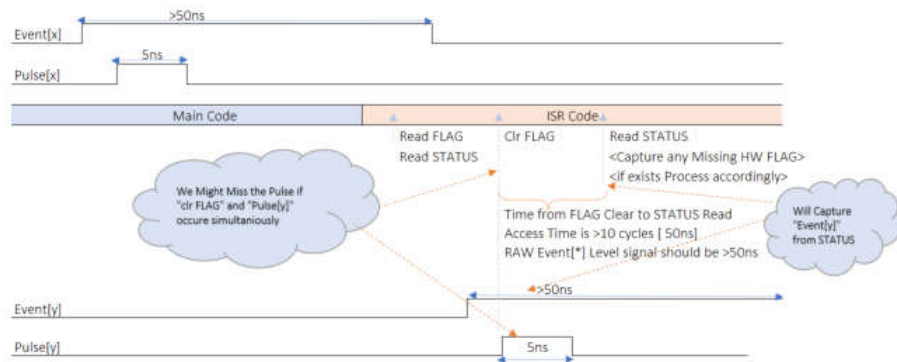 >50ns
Event[x]
5ns
Pulse[x]
Main Code
ISR Code
Read FLAG
Read STATUS
Clr FLAG
Read STATUS
<Capture any Missing HW FLAG>
<if exists Process accordingly>
We Might Miss the Pulse if
"clr FLAG" and "Pulse[y]"
occure simultaniously
Time from FLAG Clear to STATUS Read
Access Time is >10 cycles [ 50ns]
RAW Event[*] Level signal should be >50ns
Will Capture
"Event[y]"
from STATUS
>50ns
Event[y]
5ns
Pulse[y]